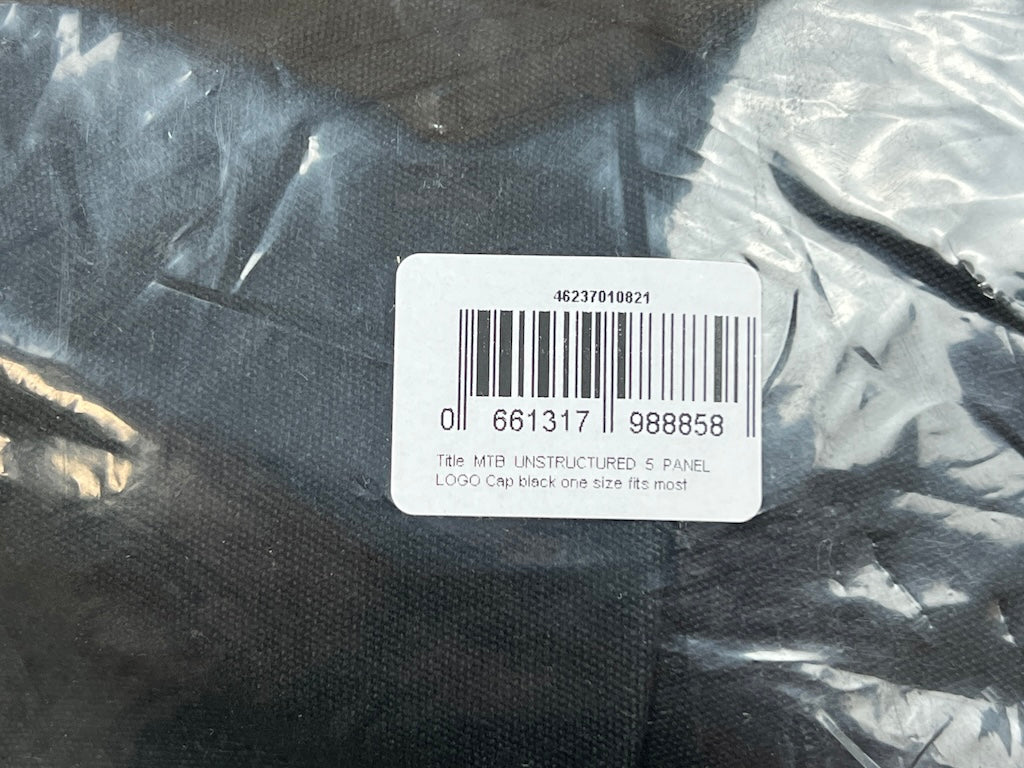 46237010821
0 661317 988858
Title MTB UNSTRUCTURED 5 PANEL
LOGO Cap black one size fits most